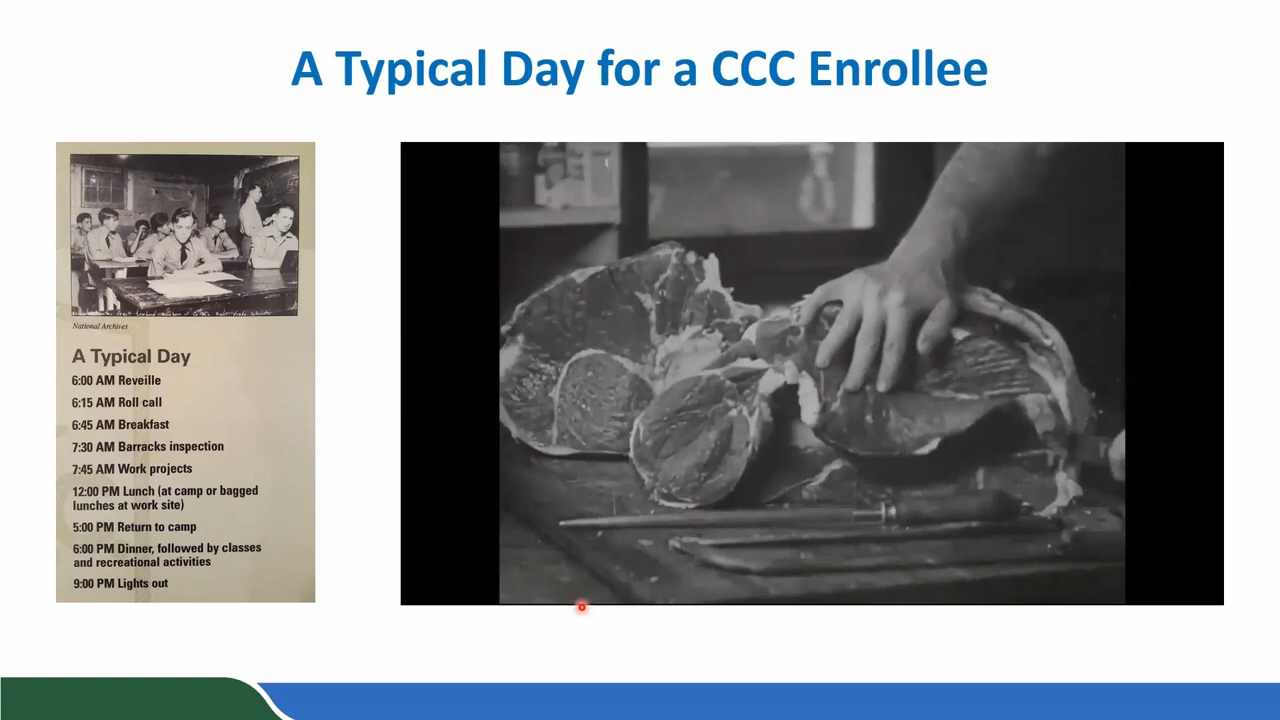 A Typical Day for a CCC Enrollee
National Archives
A Typical Day
6:00 AM Reveille
6:15 AM Roll call
6:45 AM Breakfast
7:30 AM Barracks inspection
7:45 AM Work projects
12:00 PM Lunch (at camp or bagged
lunches at work site)
5:00 PM Return to camp
6:00 PM Dinner, followed by classes
and recreational activities
9:00 PM Lights out